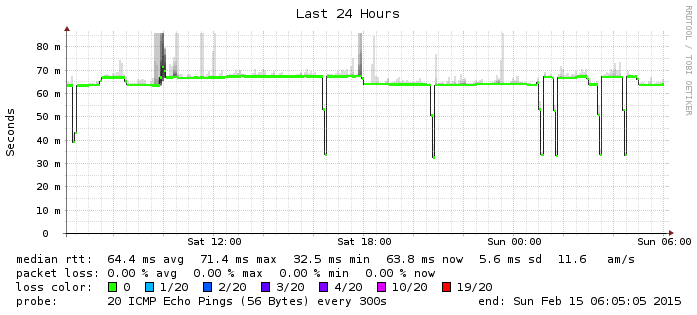 Last 24 Hours
RRDTOOL / TOBI OETIKER
Seconds
80 m
70 m
60 m
50 m
40 m
30 m
20 m
10 m
0
Sat 12:00 Sat 18:00 Sun 00:00 Sun 06:00
median rtt: 64.4 ms avg 71.4 ms max 32.5 ms min 63.8 ms now 5.6 ms sd 11.6 am/s
packet loss: 0.00 % avg 0.00 % max 0.00 % min 0.00 % now
loss color: 0 1/20 2/20 3/20 4/20 10/20 19/20
probe: 20 ICMP Echo Pings (56 Bytes) every 300s end: Sun Feb 15 06:05:05 2015